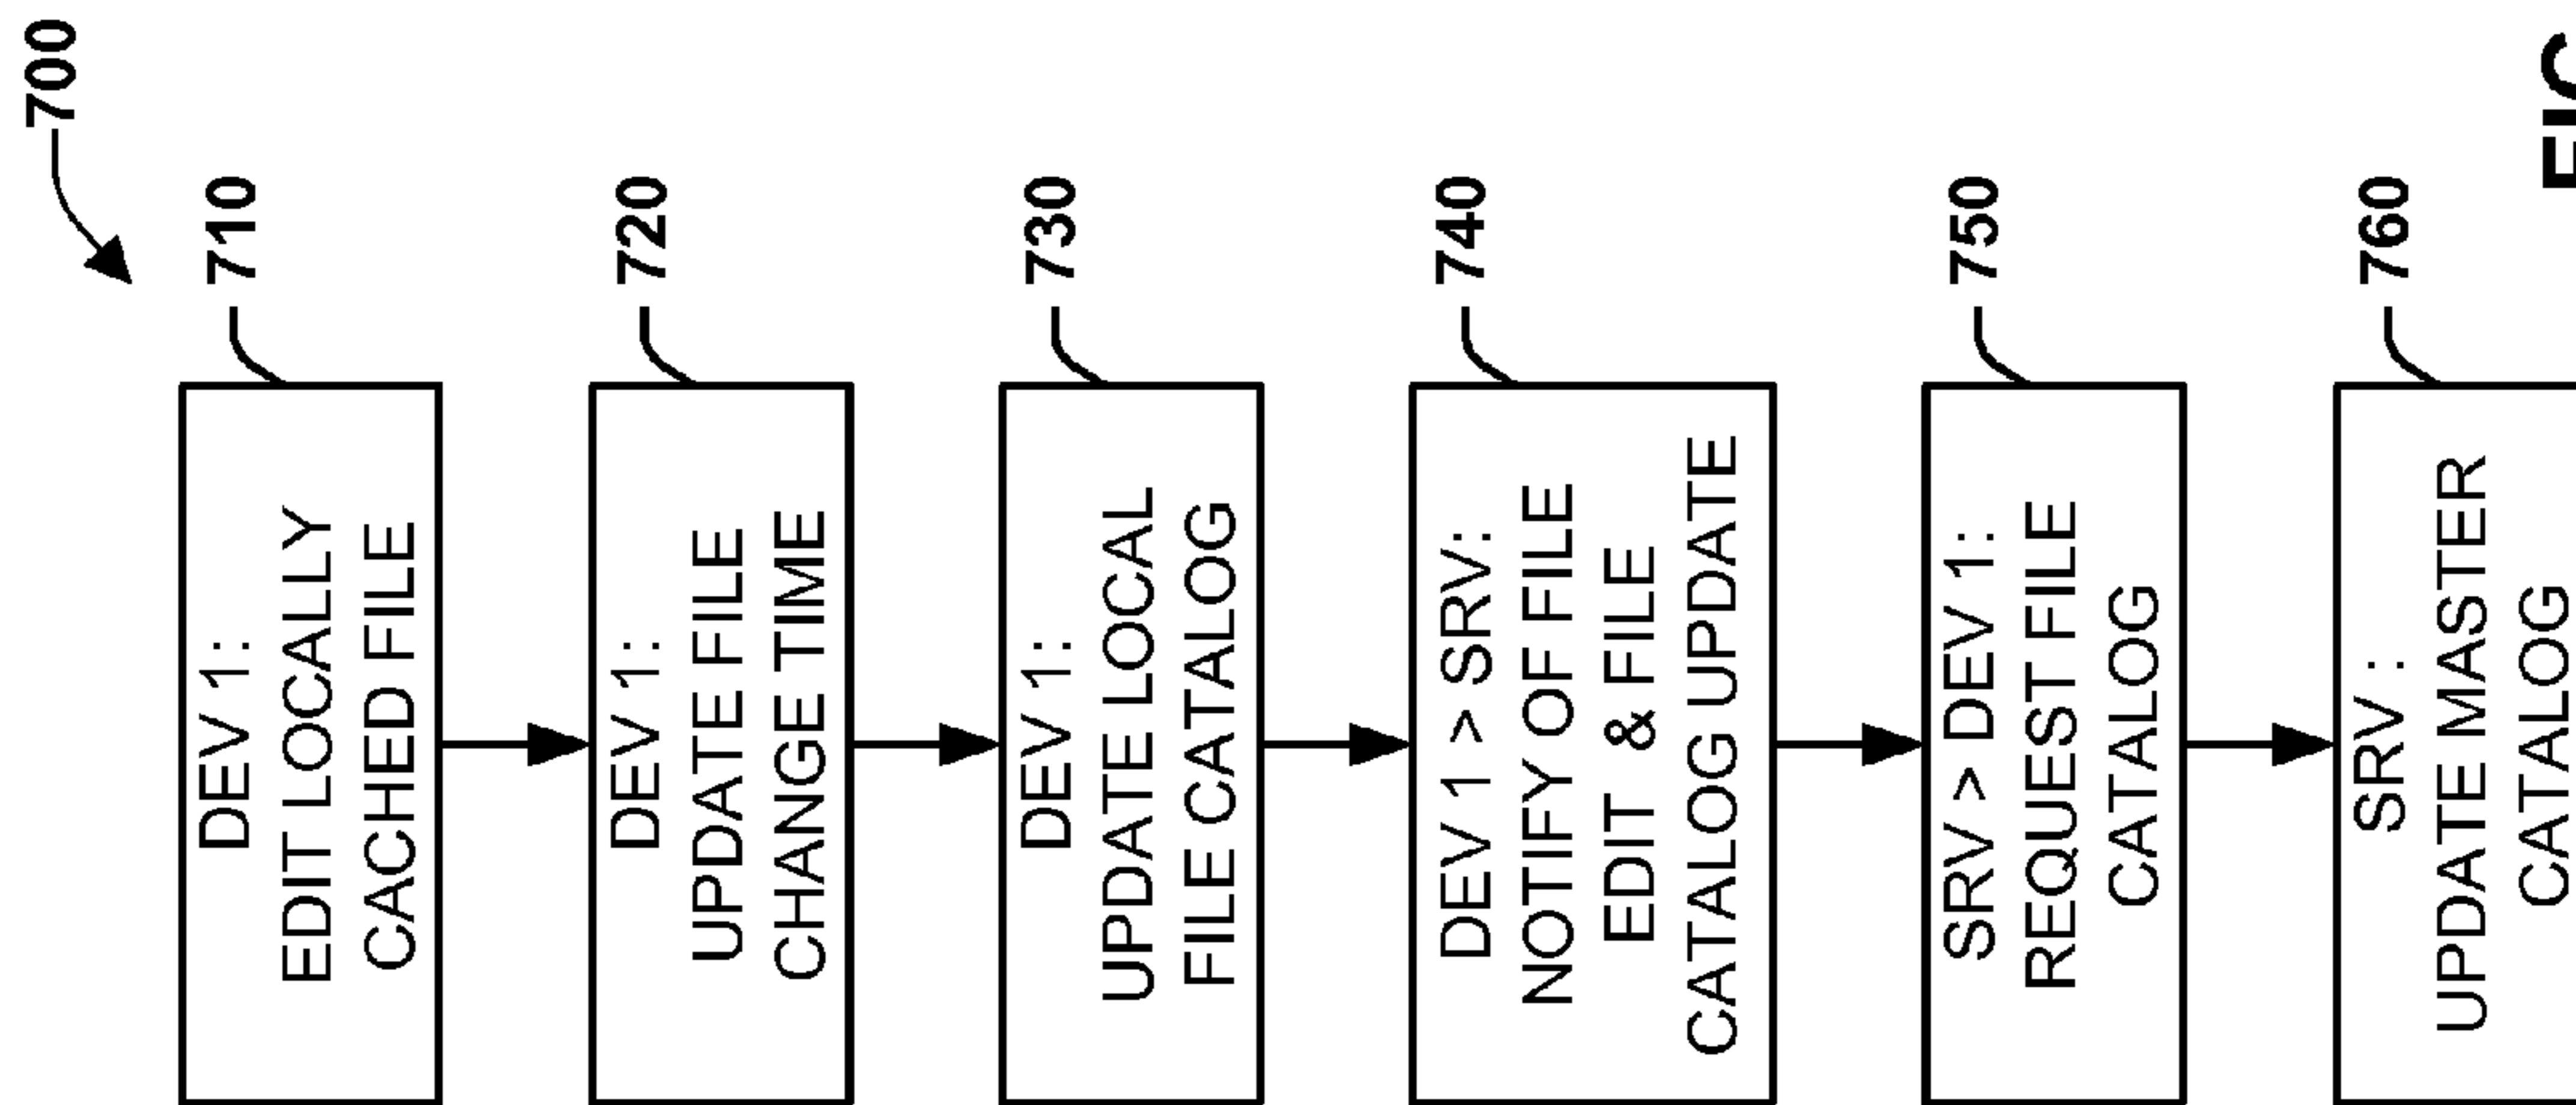 700
710
DEV 1:
EDIT LOCALLY
CACHED FILE
720
DEV 1:
UPDATE FILE
CHANGE TIME
730
DEV 1:
UPDATE LOCAL
FILE CATALOG
740
DEV 1 > SRV:
NOTIFY OF FILE
EDIT & FILE
CATALOG UPDATE
750
SRV > DEV 1:
REQUEST FILE
CATALOG
760
SRV :
UPDATE MASTER
CATALOG